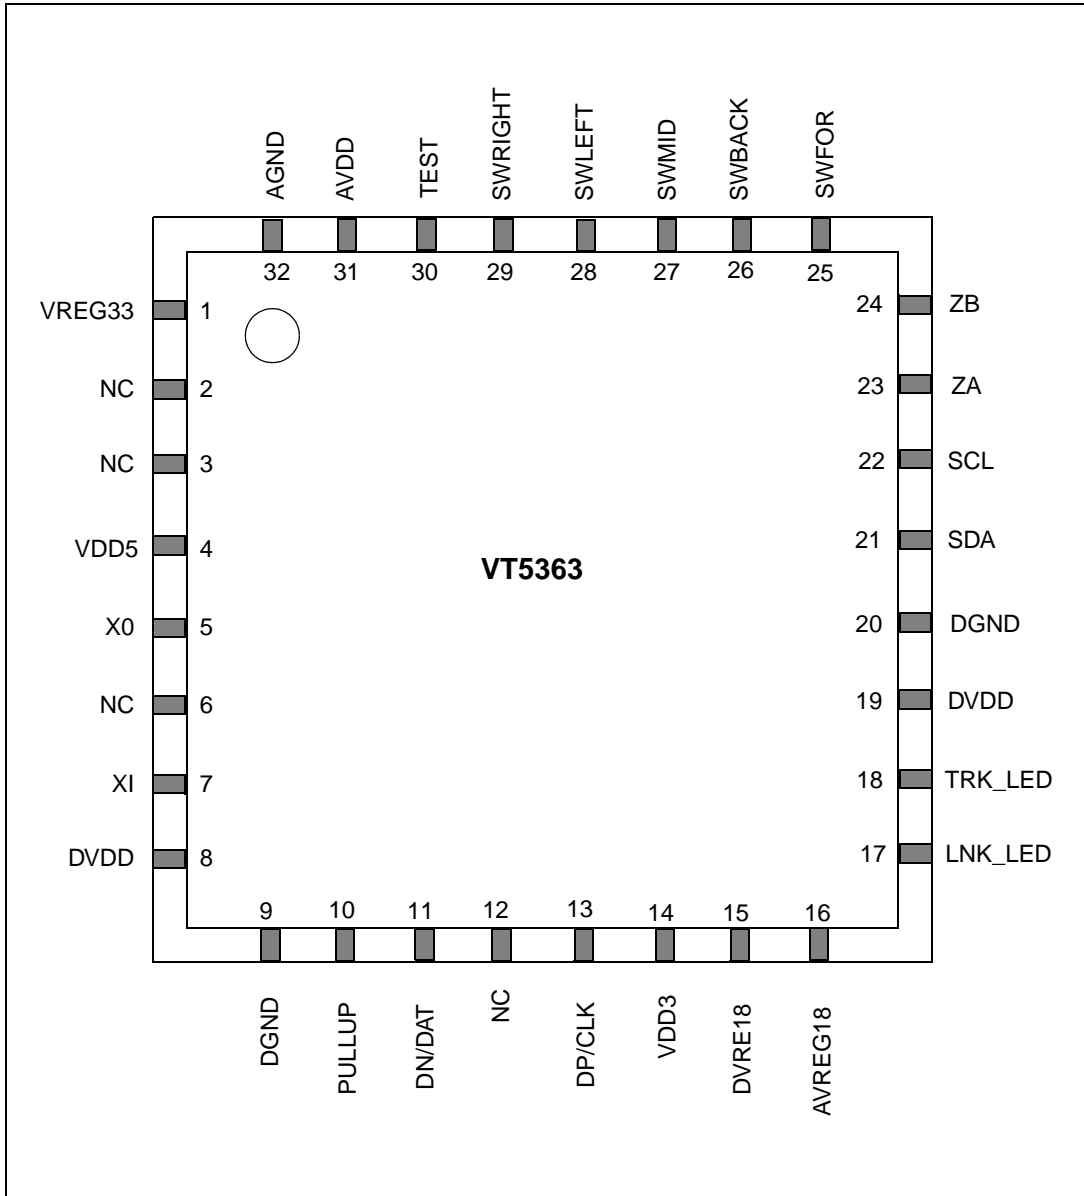 AGND
AVDD
TEST
SWRIGHT
SWLEFT
SWMID
SWBACK
SWFOR
32
31
30
29
28
27
26
25
VREG33 1
NC 2
NC 3
VDD5 4
X0 5
NC 6
XI 7
DVDD 8
VT5363
24 ZB
23 ZA
22 SCL
21 SDA
20 DGND
19 DVDD
18 TRK_LED
17 LNK_LED
9
10
11
12
13
14
15
16
DGND
PULLUP
DN/DAT
NC
DP/CLK
VDD3
DVRE18
AVREG18